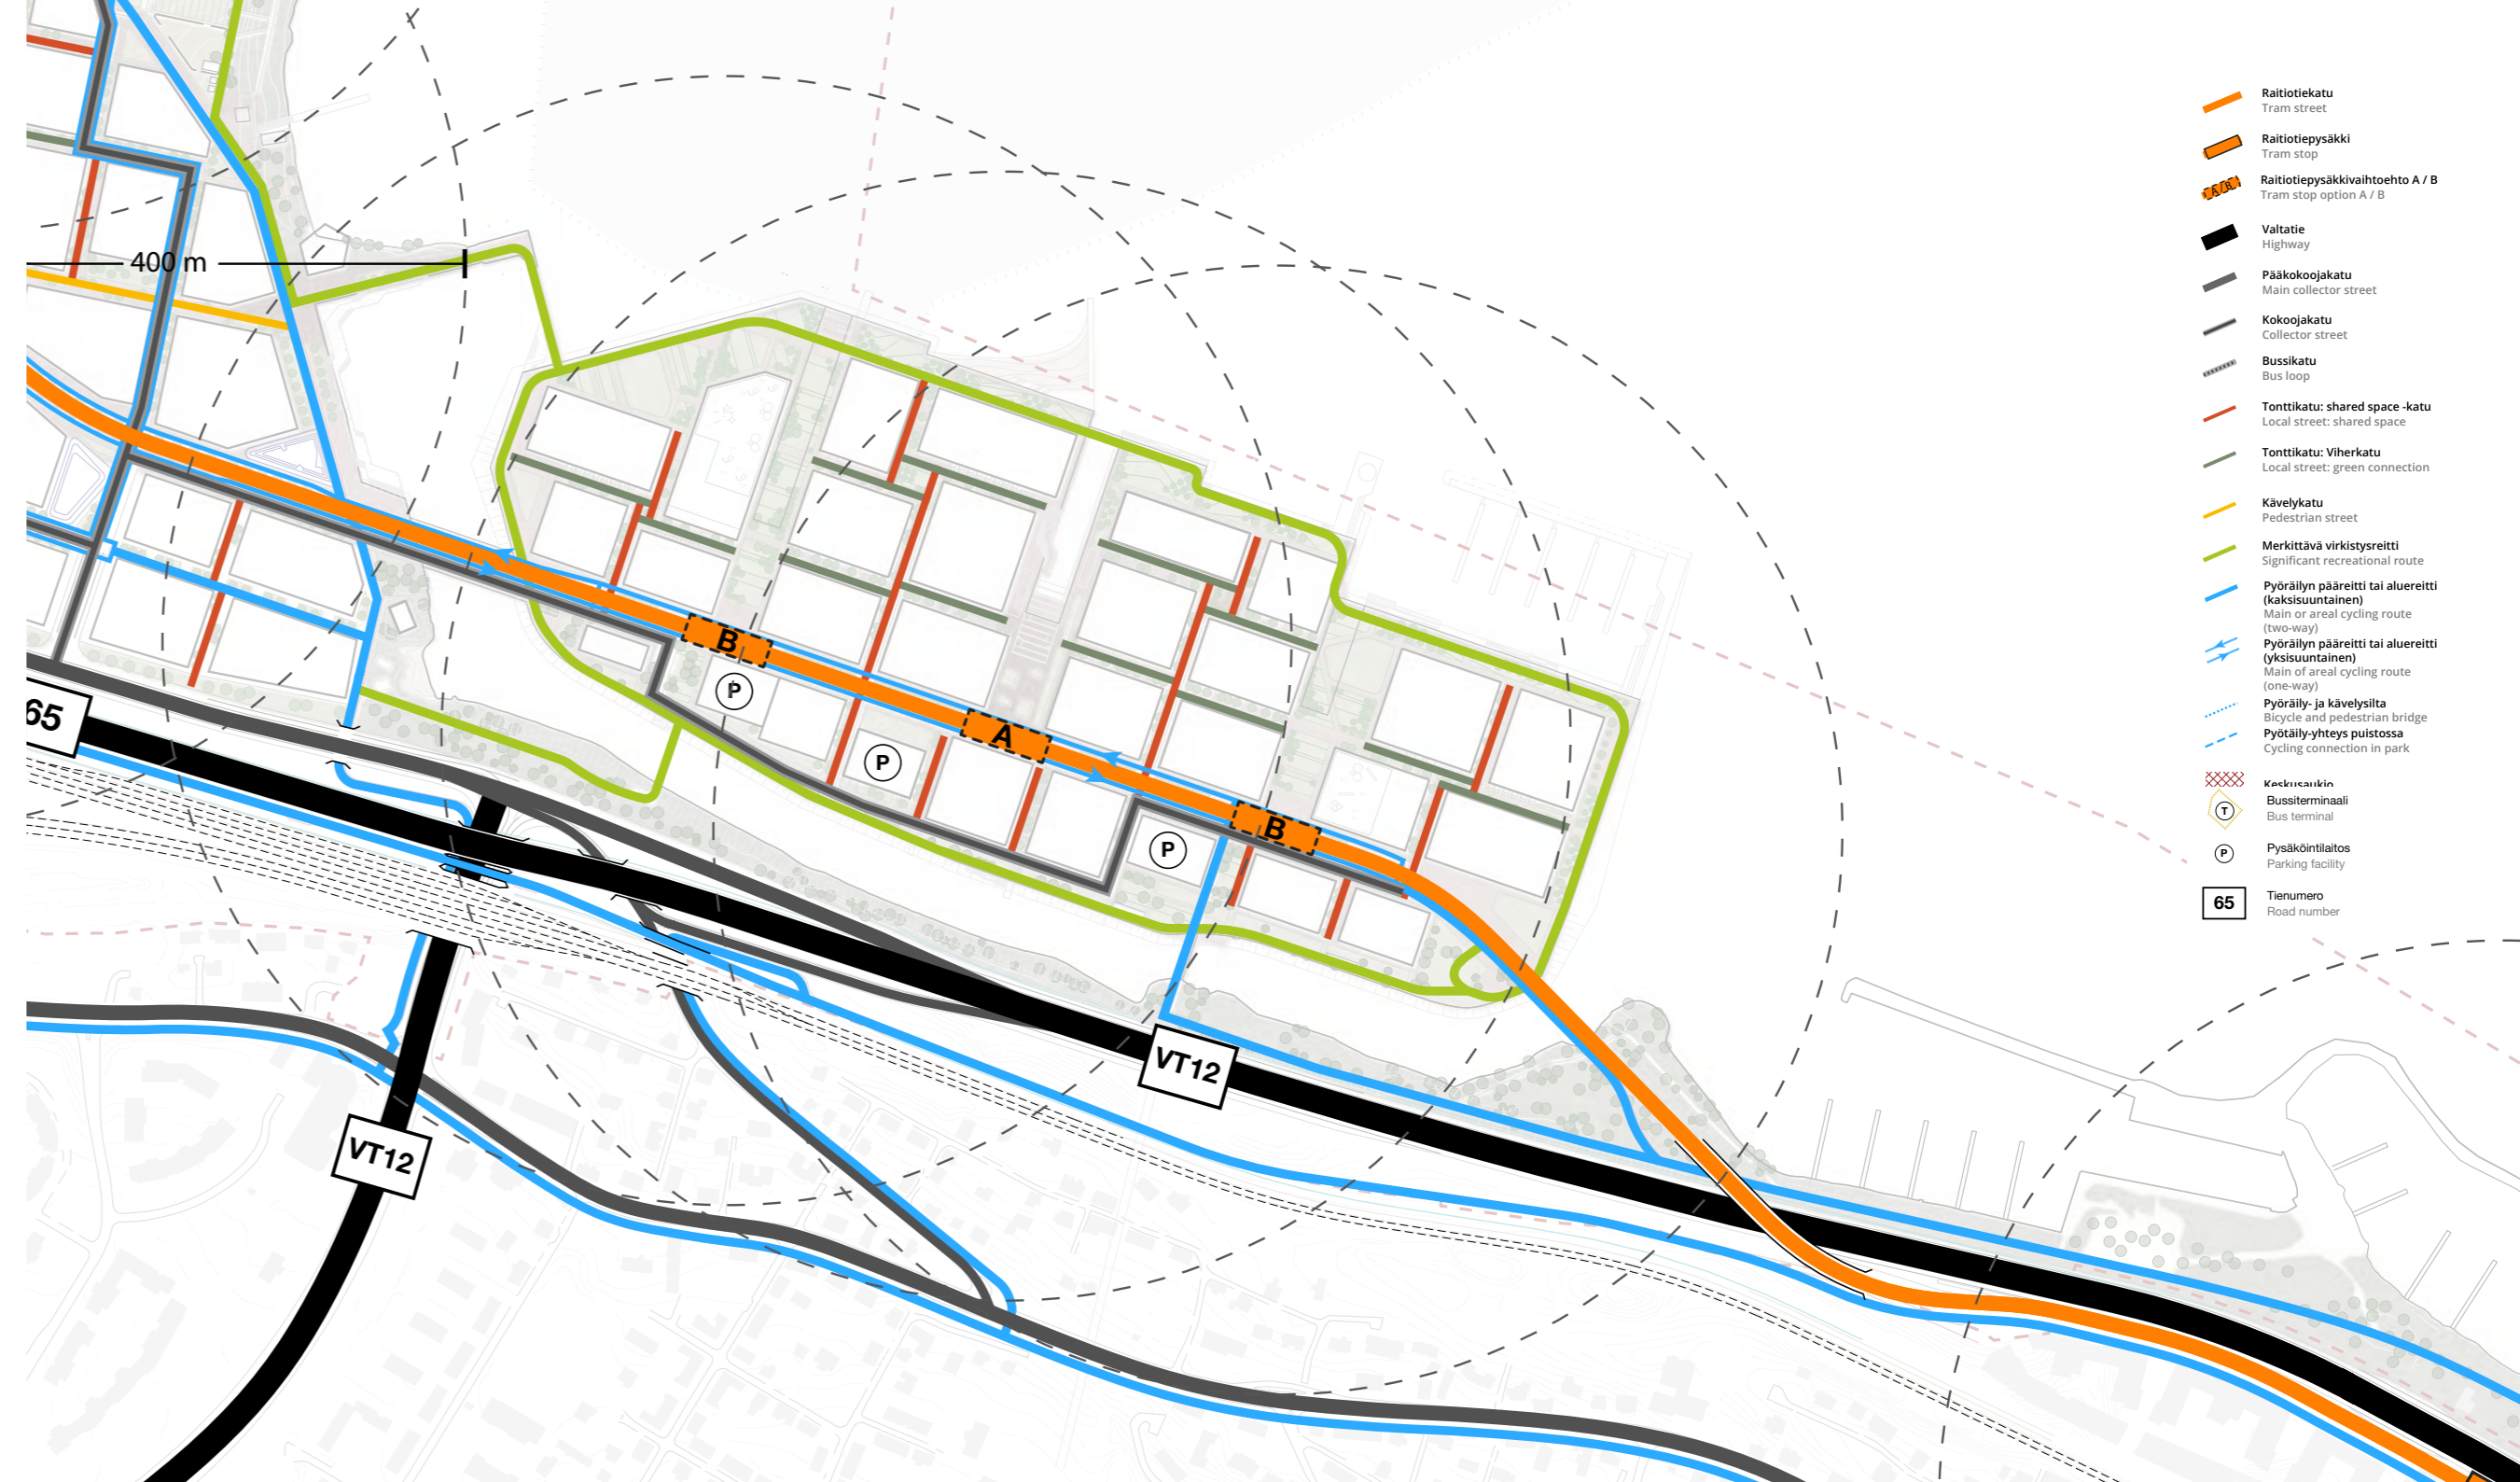 400 m
65
B
P
A
P
B
P
VT12
VT12
Raitiotiekatu
Tram street
Raitiotiepysäkki
Tram stop
A / B
Raitiotiepysäkkivaihtoehto A / B
Tram stop option A / B
Valtatie
Highway
Pääkokoojakatu
Main collector street
Kokoojakatu
Collector street
Bussikatu
Bus loop
Tonttikatu: shared space -katu
Local street: shared space
Tonttikatu: Viherkatu
Local street: green connection
Kävelykatu
Pedestrian street
Merkittävä virkistysreitti
Significant recreational route
Pyöräilyn pääreitti tai aluereitti
(kaksisuuntainen)
Main or areal cycling route
(two-way)
Pyöräilyn pääreitti tai aluereitti
(yksisuuntainen)
Main of areal cycling route
(one-way)
Pyöräily- ja kävelysilta
Bicycle and pedestrian bridge
Pyötäily-yhteys puistossa
Cycling connection in park
Keskusaukio
T
Bussiterminaali
Bus terminal
P
Pysäköintilaitos
Parking facility
65
Tienumero
Road number